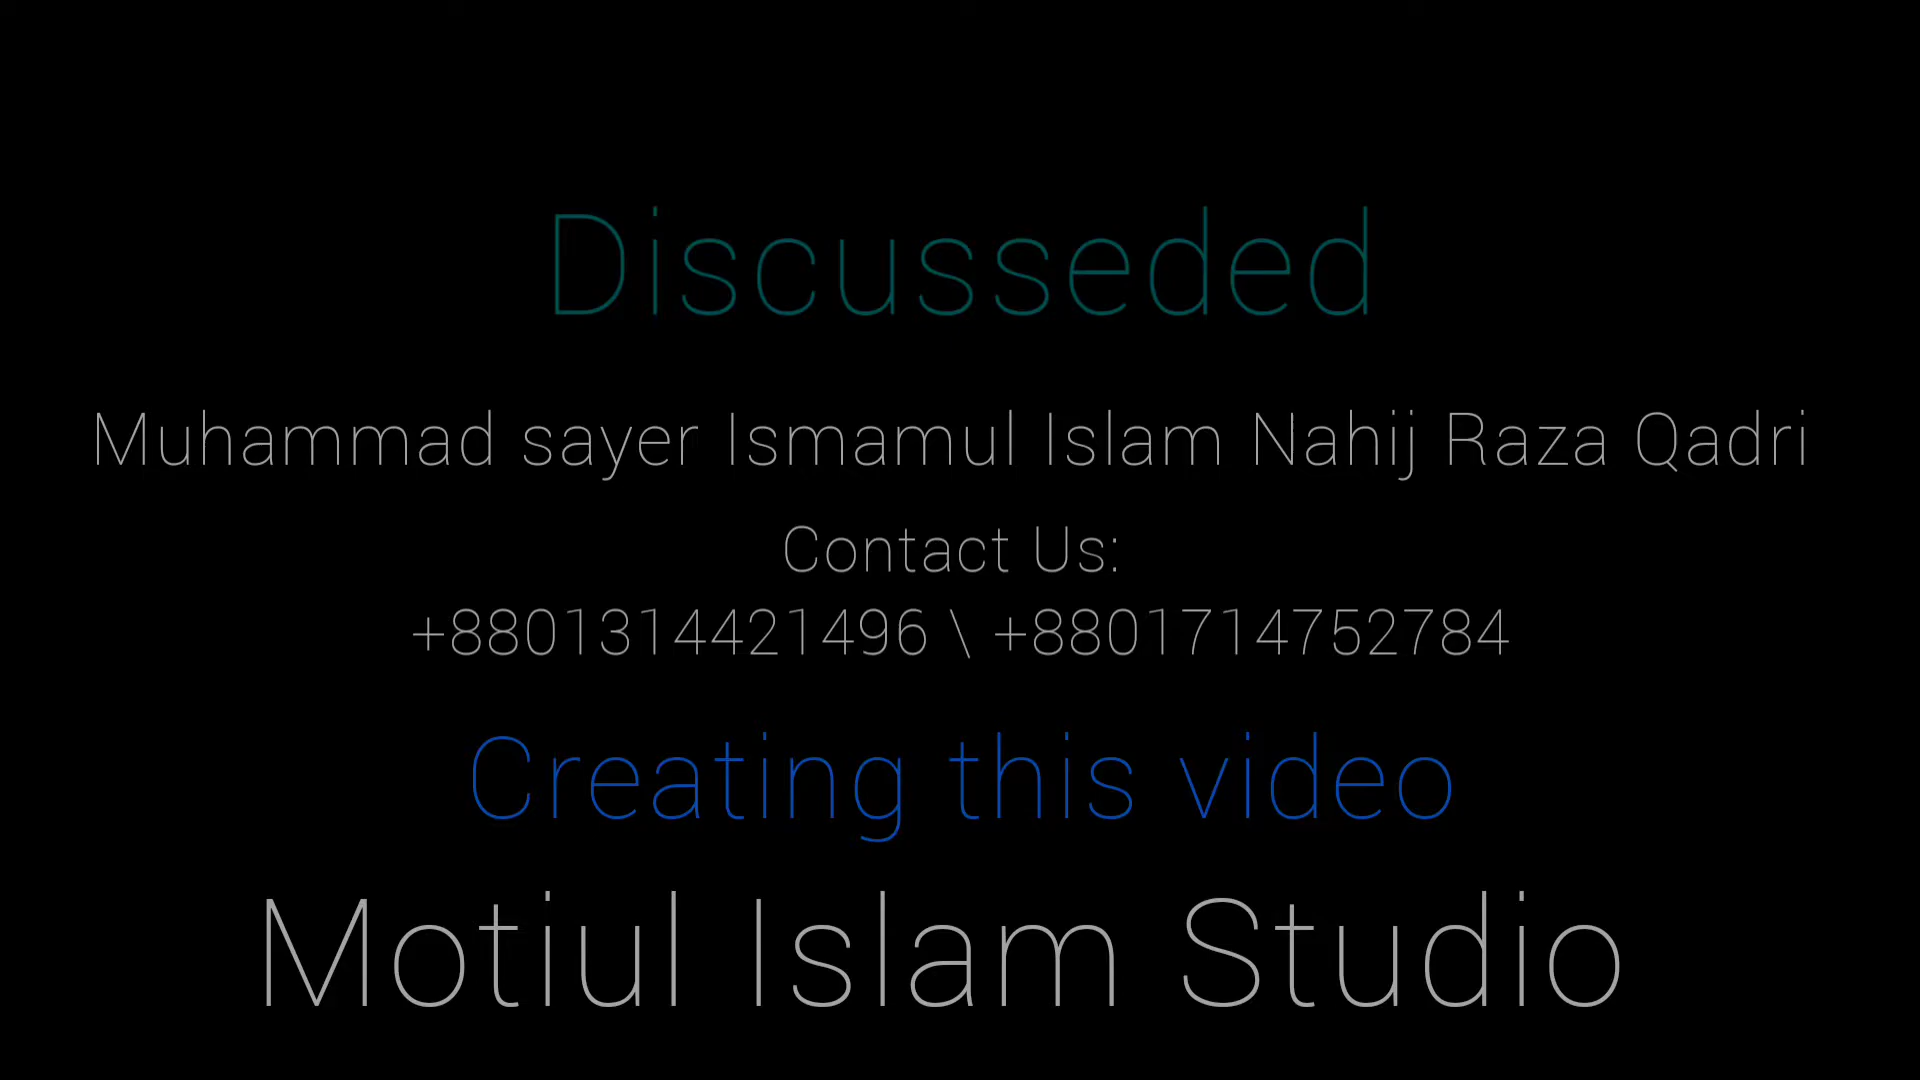 Discusseded
Muhammad sayer Ismamul Islam Nahij Raza Qadri
Contact Us:
+8801314421496 \ +8801714752784
Creating this video
Motiul Islam Studio